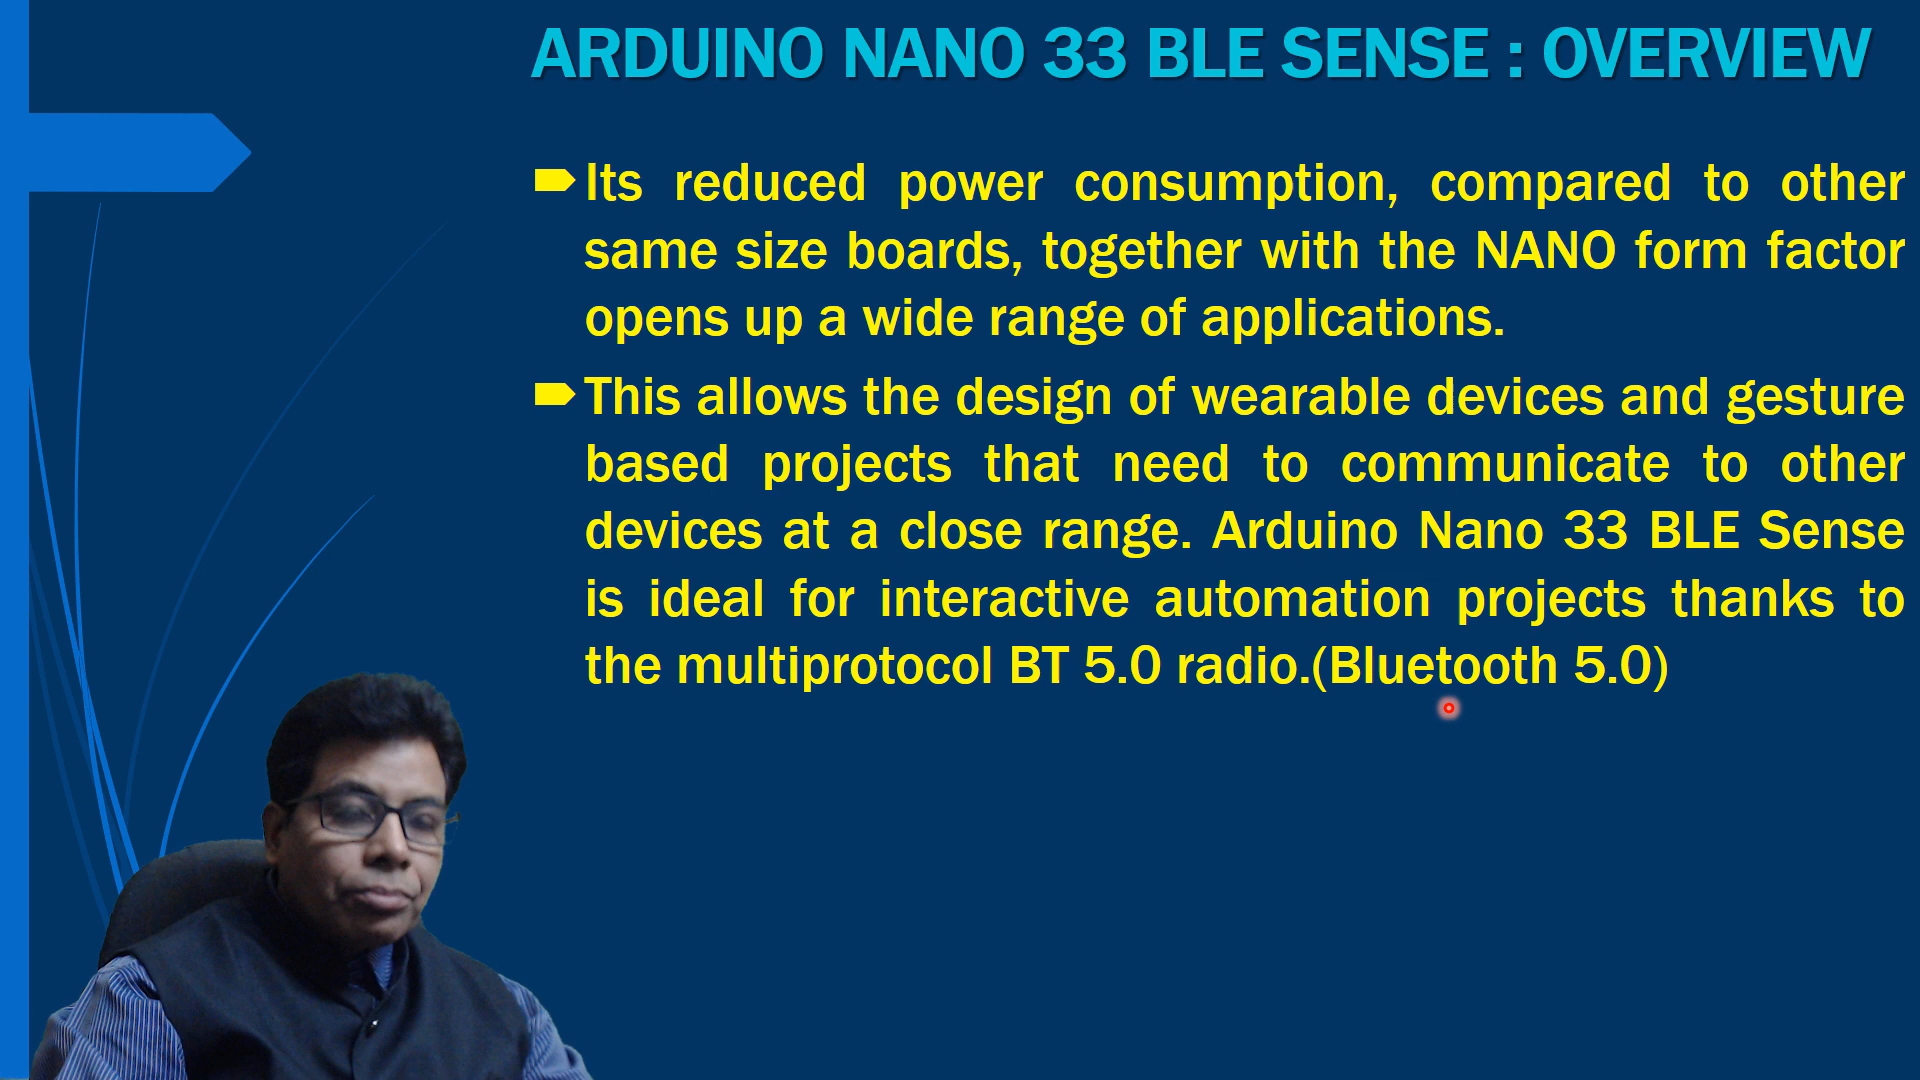 ARDUINO NANO 33 BLE SENSE : OVERVIEW
Its reduced power consumption, compared to other
same size boards, together with the NANO form factor
opens up a wide range of applications.
This allows the design of wearable devices and gesture
based projects that need to communicate to other
devices at a close range. Arduino Nano 33 BLE Sense
is ideal for interactive automation projects thanks to
the multiprotocol BT 5.0 radio.(Bluetooth 5.0)